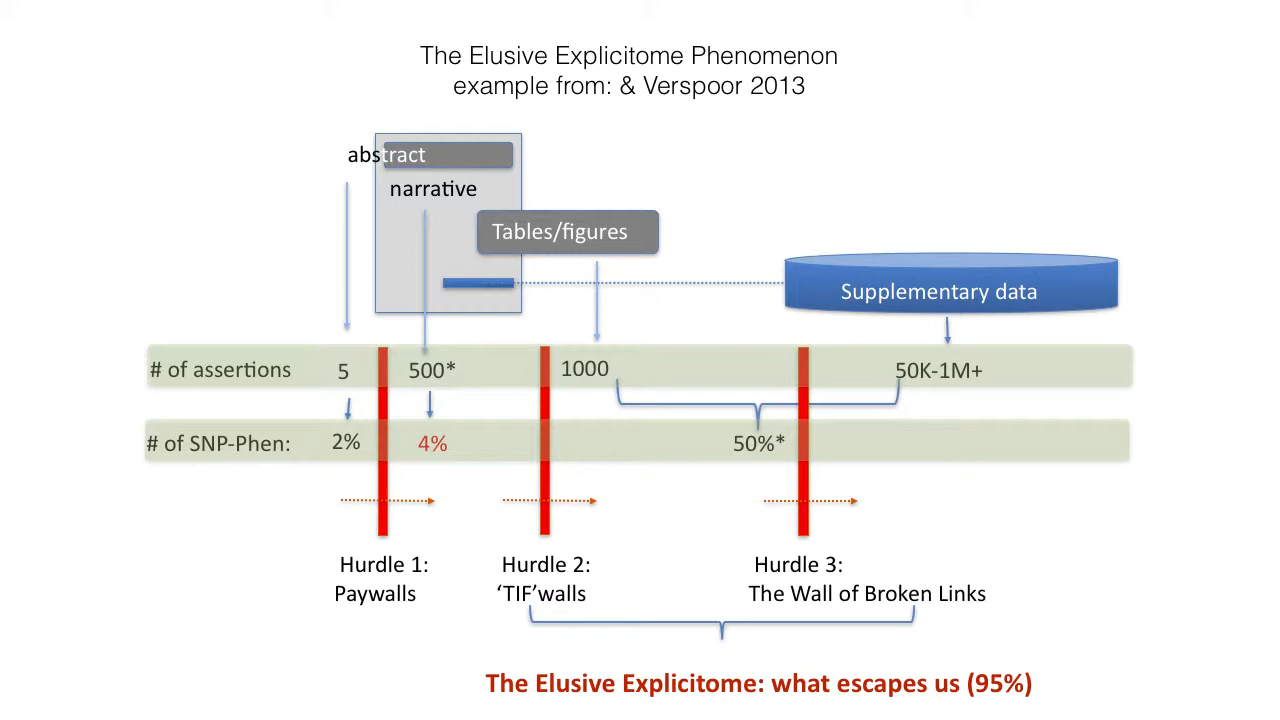 The Elusive Explicitome Phenomenon
example from: & Verspoor 2013
abstract
narrative
Tables/figures
Supplementary data
# of assertions 5 500* 1000 50K-1M+
# of SNP-Phen: 2% 4% 50%*
Hurdle 1:
Paywalls
Hurdle 2:
‘TIF’walls
Hurdle 3:
The Wall of Broken Links
The Elusive Explicitome: what escapes us (95%)